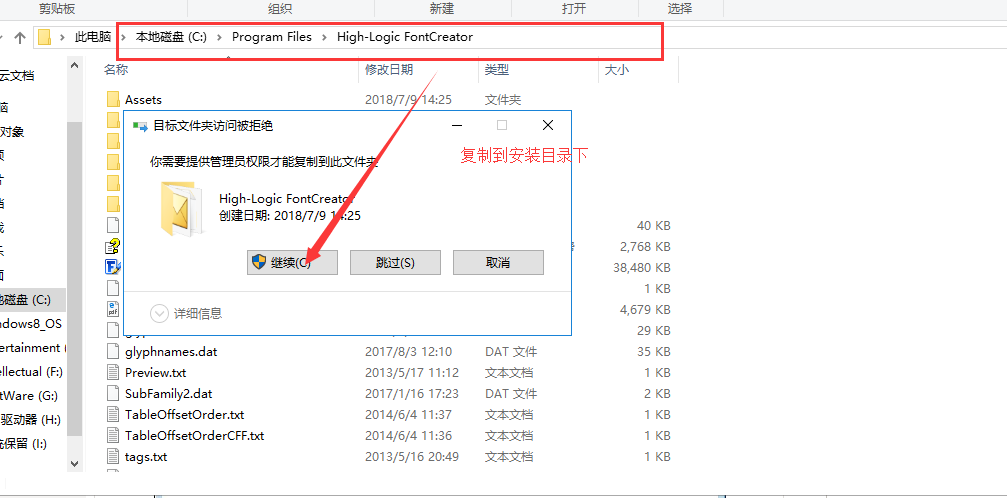 剪贴板 组织 新建 打开 选择
此电脑 › 本地磁盘 (C:) › Program Files › High-Logic FontCreator
云文档
名称 修改日期 类型 大小
Assets 2018/7/9 14:25 文件夹
对象
目标文件夹访问被拒绝
你需要提供管理员权限才能复制到此文件夹
复制到安装目录下
High-Logic FontCreator
创建日期: 2018/7/9 14:25
40 KB
2,768 KB
继续(C) 跳过(S) 取消
38,480 KB
1 KB
地磁盘 (C:)
详细信息
4,679 KB
ndows8_OS
29 KB
ertainment (
glyphnames.dat 2017/8/3 12:10 DAT 文件 35 KB
ellectual (F:)
Preview.txt 2013/5/17 11:12 文本文档 1 KB
SubFamily2.dat 2017/1/16 17:23 DAT 文件 2 KB
tWare (G:)
TableOffsetOrder.txt 2014/6/4 11:37 文本文档 1 KB
驱动器 (H:)
TableOffsetOrderCFF.txt 2014/6/4 11:36 文本文档 1 KB
保留 (I:)
tags.txt 2013/5/16 20:49 文本文档 1 KB